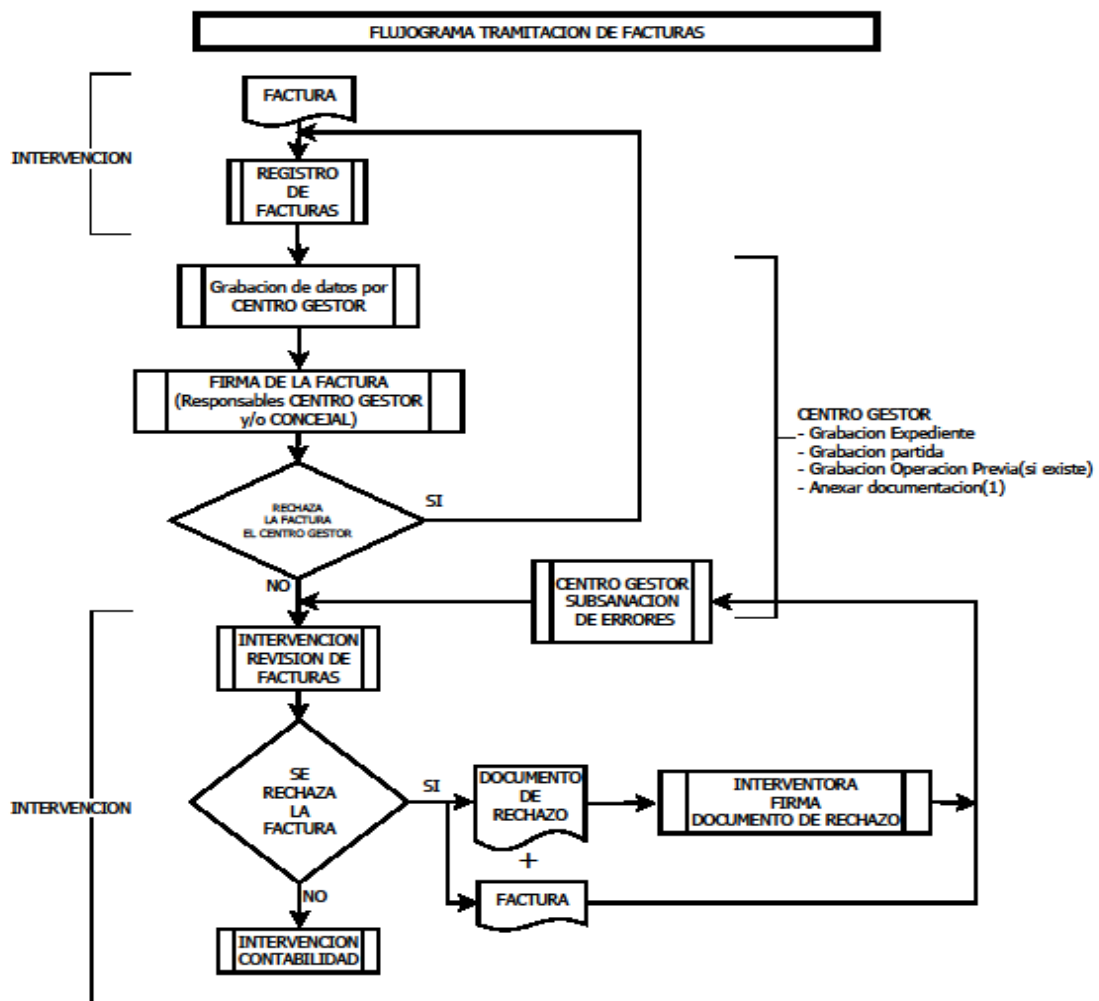 FLUJOGRAMA TRAMITACION DE FACTURAS
FACTURA
INTERVENCION
REGISTRO
DE
FACTURAS
Grabacion de datos por
CENTRO GESTOR
FIRMA DE LA FACTURA
(Responsables CENTRO GESTOR
y/o CONCEJAL)
CENTRO GESTOR
- Grabacion Expediente
- Grabacion partida
- Grabacion Operacion Previa(si existe)
- Anexar documentacion(1)
RECHAZA
LA FACTURA
EL CENTRO GESTOR
SI
NO
CENTRO GESTOR
SUBSANACION
DE ERRORES
INTERVENCION
REVISION DE
FACTURAS
INTERVENCION
SE
RECHAZA
LA
FACTURA
SI
DOCUMENTO
DE
RECHAZO
INTERVENTORA
FIRMA
DOCUMENTO DE RECHAZO
+
FACTURA
NO
INTERVENCION
CONTABILIDAD